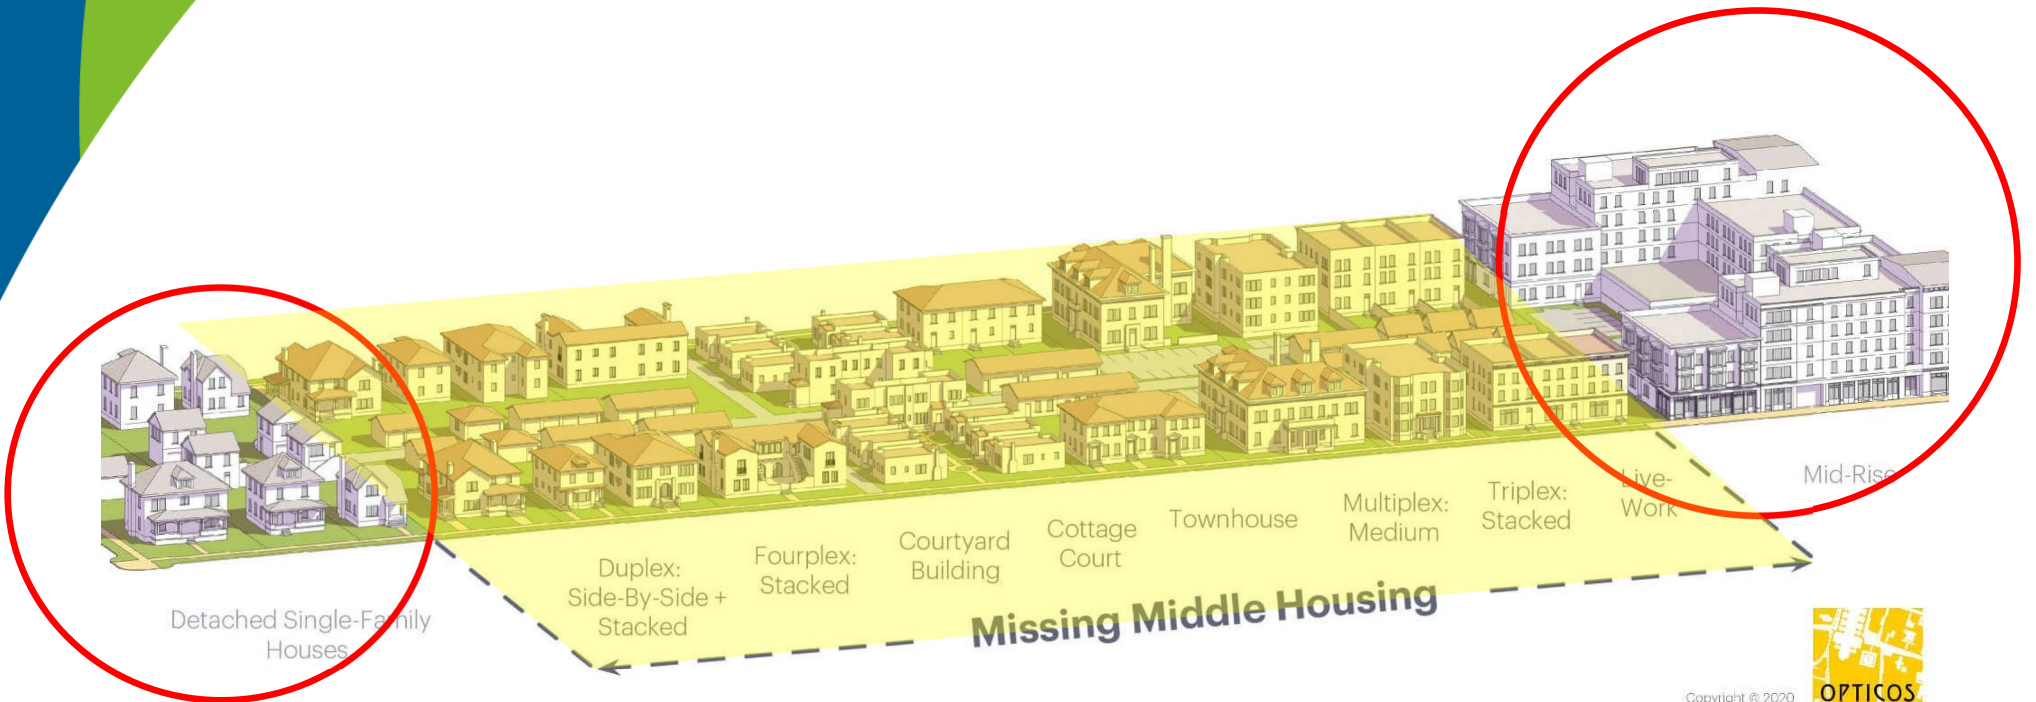 Detached Single-Family
Houses
Duplex:
Side-By-Side +
Stacked
Fourplex:
Stacked
Courtyard
Building
Cottage
Court
Townhouse
Multiplex:
Medium
Triplex:
Stacked
Live-
Work
Mid-Rise
Missing Middle Housing
Copyright © 2020
OPTICOS